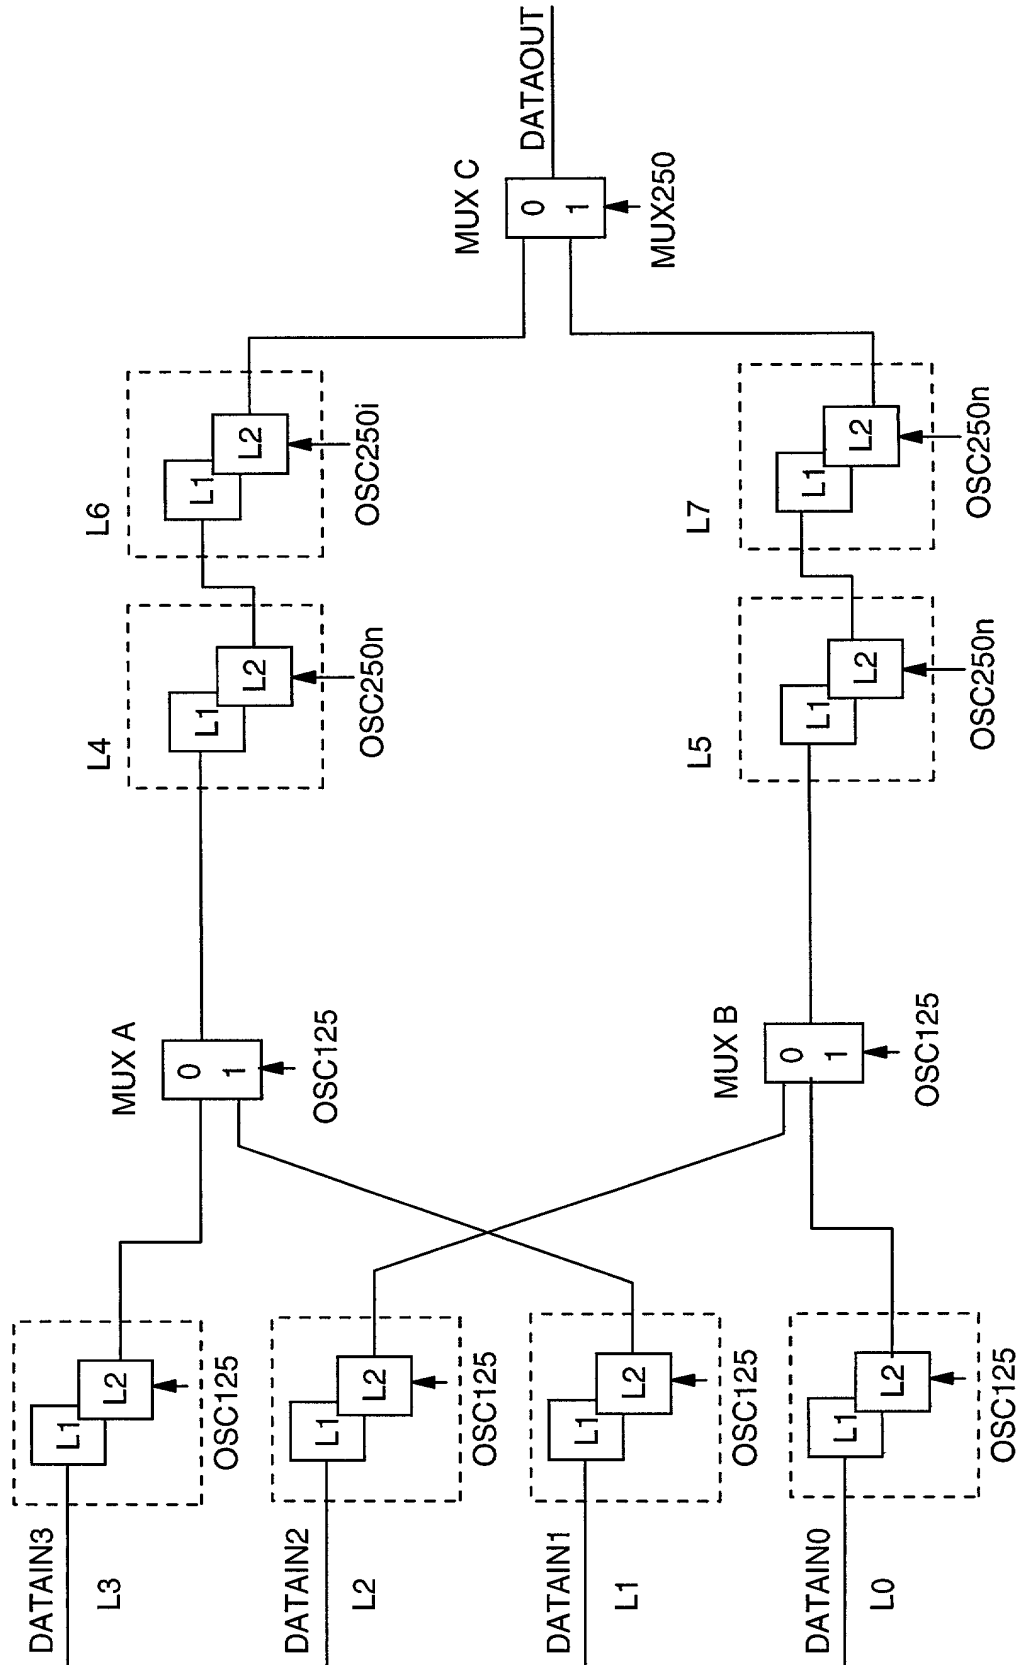 DATAIN3
L3
L1
L2
OSC125
DATAIN2
L2
L1
L2
OSC125
DATAIN1
L1
L1
L2
OSC125
DATAIN0
L0
L1
L2
OSC125
MUX A
0
1
OSC125
MUX B
0
1
OSC125
L4
L1
L2
OSC250n
L5
L1
L2
OSC250n
L6
L1
L2
OSC250i
L7
L1
L2
OSC250n
MUX C
0
1
MUX250
DATAOUT